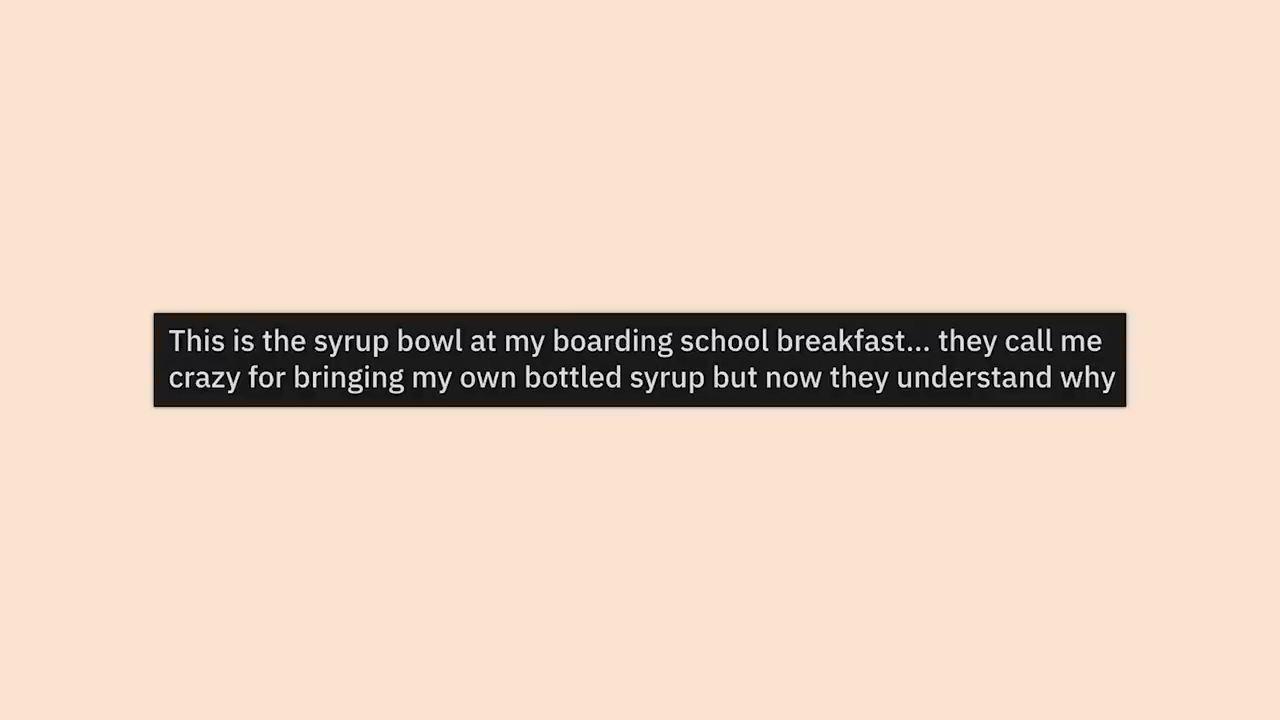 This is the syrup bowl at my boarding school breakfast... they call me
crazy for bringing my own bottled syrup but now they understand why